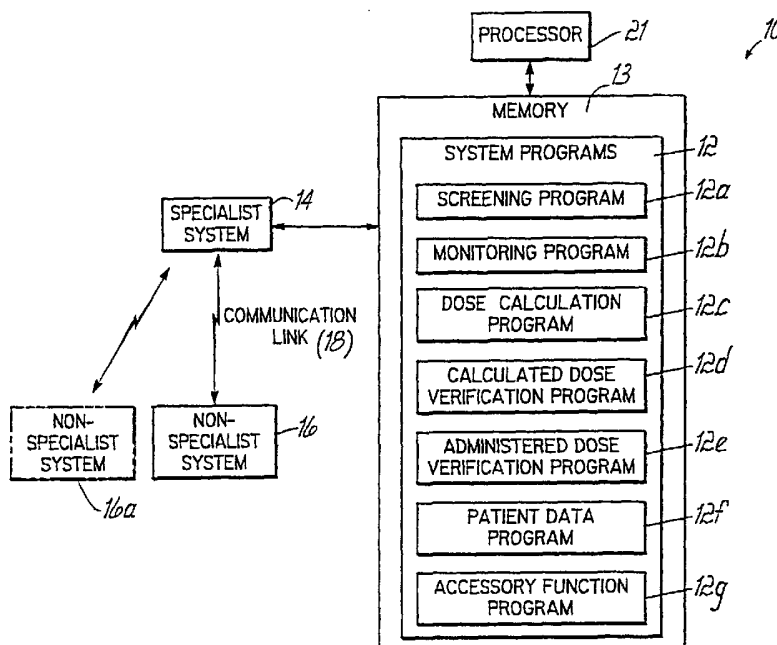 PROCESSOR
21
10
13
MEMORY
SYSTEM PROGRAMS
12
SCREENING PROGRAM
12a
MONITORING PROGRAM
12b
DOSE CALCULATION
PROGRAM
12c
CALCULATED DOSE
VERIFICATION PROGRAM
12d
ADMINISTERED DOSE
VERIFICATION PROGRAM
12e
PATIENT DATA
PROGRAM
12f
ACCESSORY FUNCTION
PROGRAM
12g
14
SPECIALIST
SYSTEM
COMMUNICATION
LINK (18)
NON-
SPECIALIST
SYSTEM
16a
NON-
SPECIALIST
SYSTEM
16